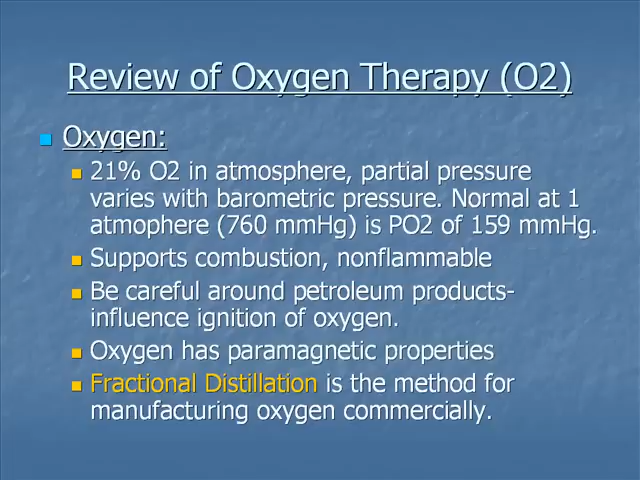 Review of Oxygen Therapy (O2)
Oxygen:
21% O2 in atmosphere, partial pressure
varies with barometric pressure. Normal at 1
atmophere (760 mmHg) is PO2 of 159 mmHg.
Supports combustion, nonflammable
Be careful around petroleum products-
influence ignition of oxygen.
Oxygen has paramagnetic properties
Fractional Distillation is the method for
manufacturing oxygen commercially.